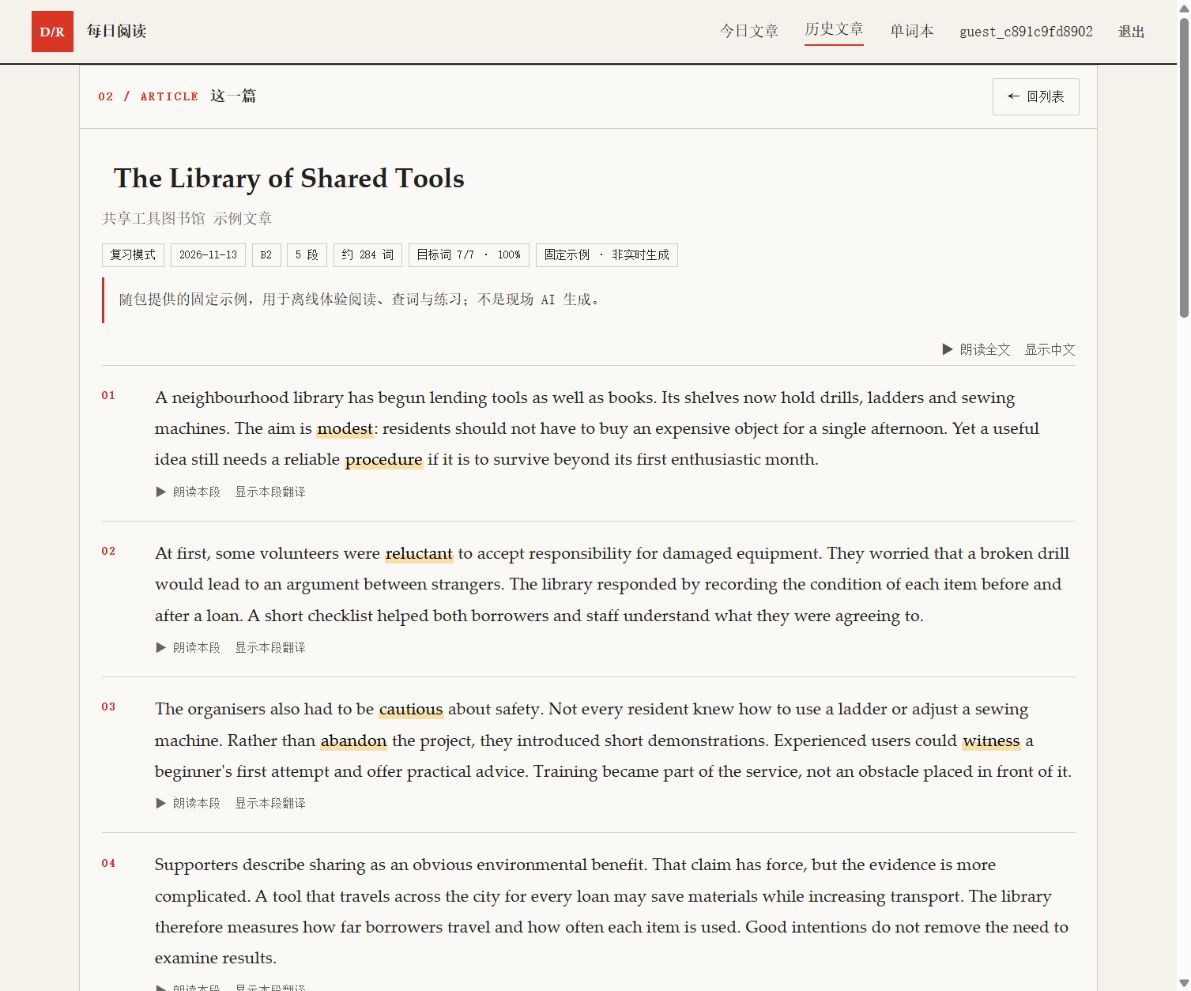 D/R 每日阅读 今日文章 历史文章 单词本 guest_c891c9fd8902 退出
02 / ARTICLE 这一篇 ← 回列表
The Library of Shared Tools
共享工具图书馆 示例文章
复习模式 2026-11-13 B2 5 段 约 284 词 目标词 7/7 · 100% 固定示例 · 非实时生成
随包提供的固定示例，用于离线体验阅读、查词与练习；不是现场 AI 生成。
▶ 朗读全文 显示中文
01 A neighbourhood library has begun lending tools as well as books. Its shelves now hold drills, ladders and sewing
machines. The aim is modest: residents should not have to buy an expensive object for a single afternoon. Yet a useful
idea still needs a reliable procedure if it is to survive beyond its first enthusiastic month.
▶ 朗读本段 显示本段翻译
02 At first, some volunteers were reluctant to accept responsibility for damaged equipment. They worried that a broken drill
would lead to an argument between strangers. The library responded by recording the condition of each item before and
after a loan. A short checklist helped both borrowers and staff understand what they were agreeing to.
▶ 朗读本段 显示本段翻译
03 The organisers also had to be cautious about safety. Not every resident knew how to use a ladder or adjust a sewing
machine. Rather than abandon the project, they introduced short demonstrations. Experienced users could witness a
beginner's first attempt and offer practical advice. Training became part of the service, not an obstacle placed in front of it.
▶ 朗读本段 显示本段翻译
04 Supporters describe sharing as an obvious environmental benefit. That claim has force, but the evidence is more
complicated. A tool that travels across the city for every loan may save materials while increasing transport. The library
therefore measures how far borrowers travel and how often each item is used. Good intentions do not remove the need to
examine results.
▶ 朗读本段 显示本段翻译